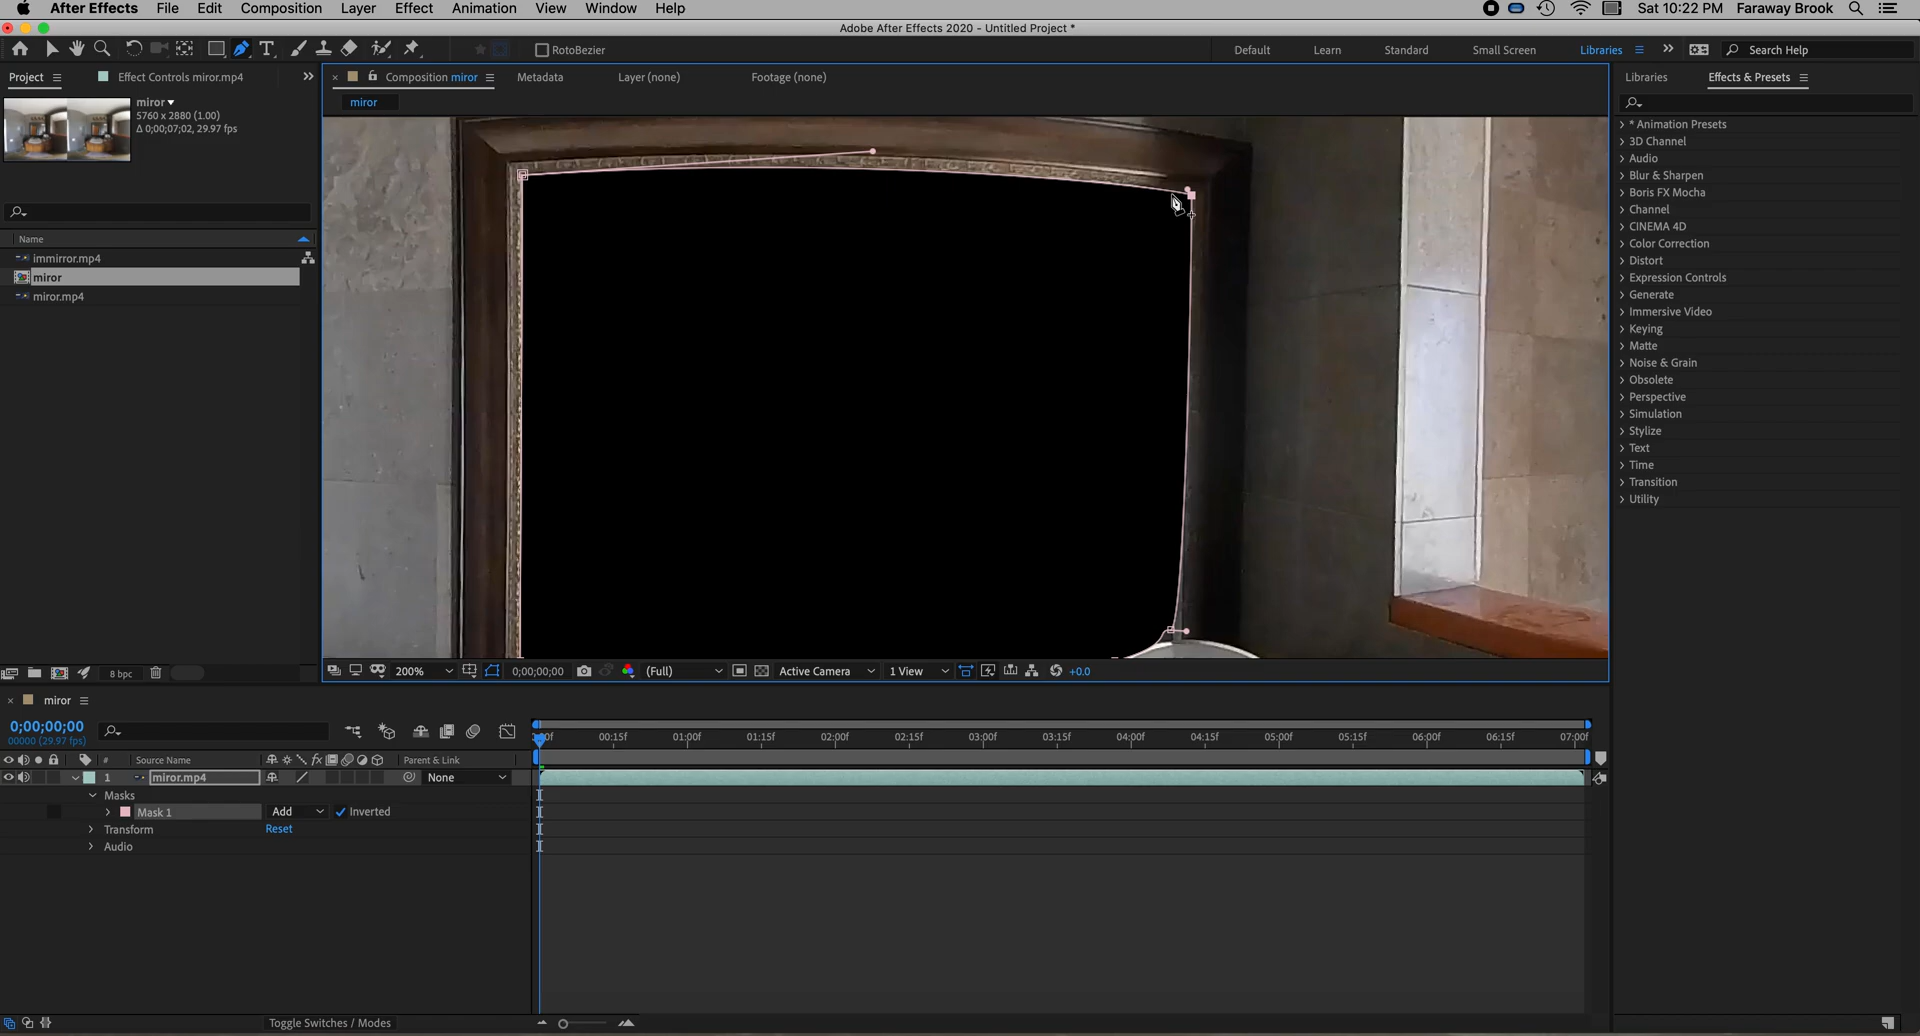 After Effects File Edit Composition Layer Effect Animation View Window Help Sat 10:22 PM Faraway Brook
Adobe After Effects 2020 - Untitled Project *
RotoBezier Default Learn Standard Small Screen Libraries Search Help
Project Effect Controls miror.mp4
miror
5760 x 2880 (1.00)
Δ 0;00;07;02, 29.97 fps
Name
immirror.mp4
miror
miror.mp4
8 bpc
Composition miror Metadata Layer (none) Footage (none)
miror
200% 0;00;00;00 (Full) Active Camera 1 View +0.0
Libraries Effects & Presets
* Animation Presets
3D Channel
Audio
Blur & Sharpen
Boris FX Mocha
Channel
CINEMA 4D
Color Correction
Distort
Expression Controls
Generate
Immersive Video
Keying
Matte
Noise & Grain
Obsolete
Perspective
Simulation
Stylize
Text
Time
Transition
Utility
miror
0;00;00;00
00000 (29.97 fps)
00:15f 01:00f 01:15f 02:00f 02:15f 03:00f 03:15f 04:00f 04:15f 05:00f 05:15f 06:00f 06:15f 07:00f
# Source Name Parent & Link
1 miror.mp4 None
Masks
Mask 1 Add Inverted
Transform Reset
Audio
Toggle Switches / Modes